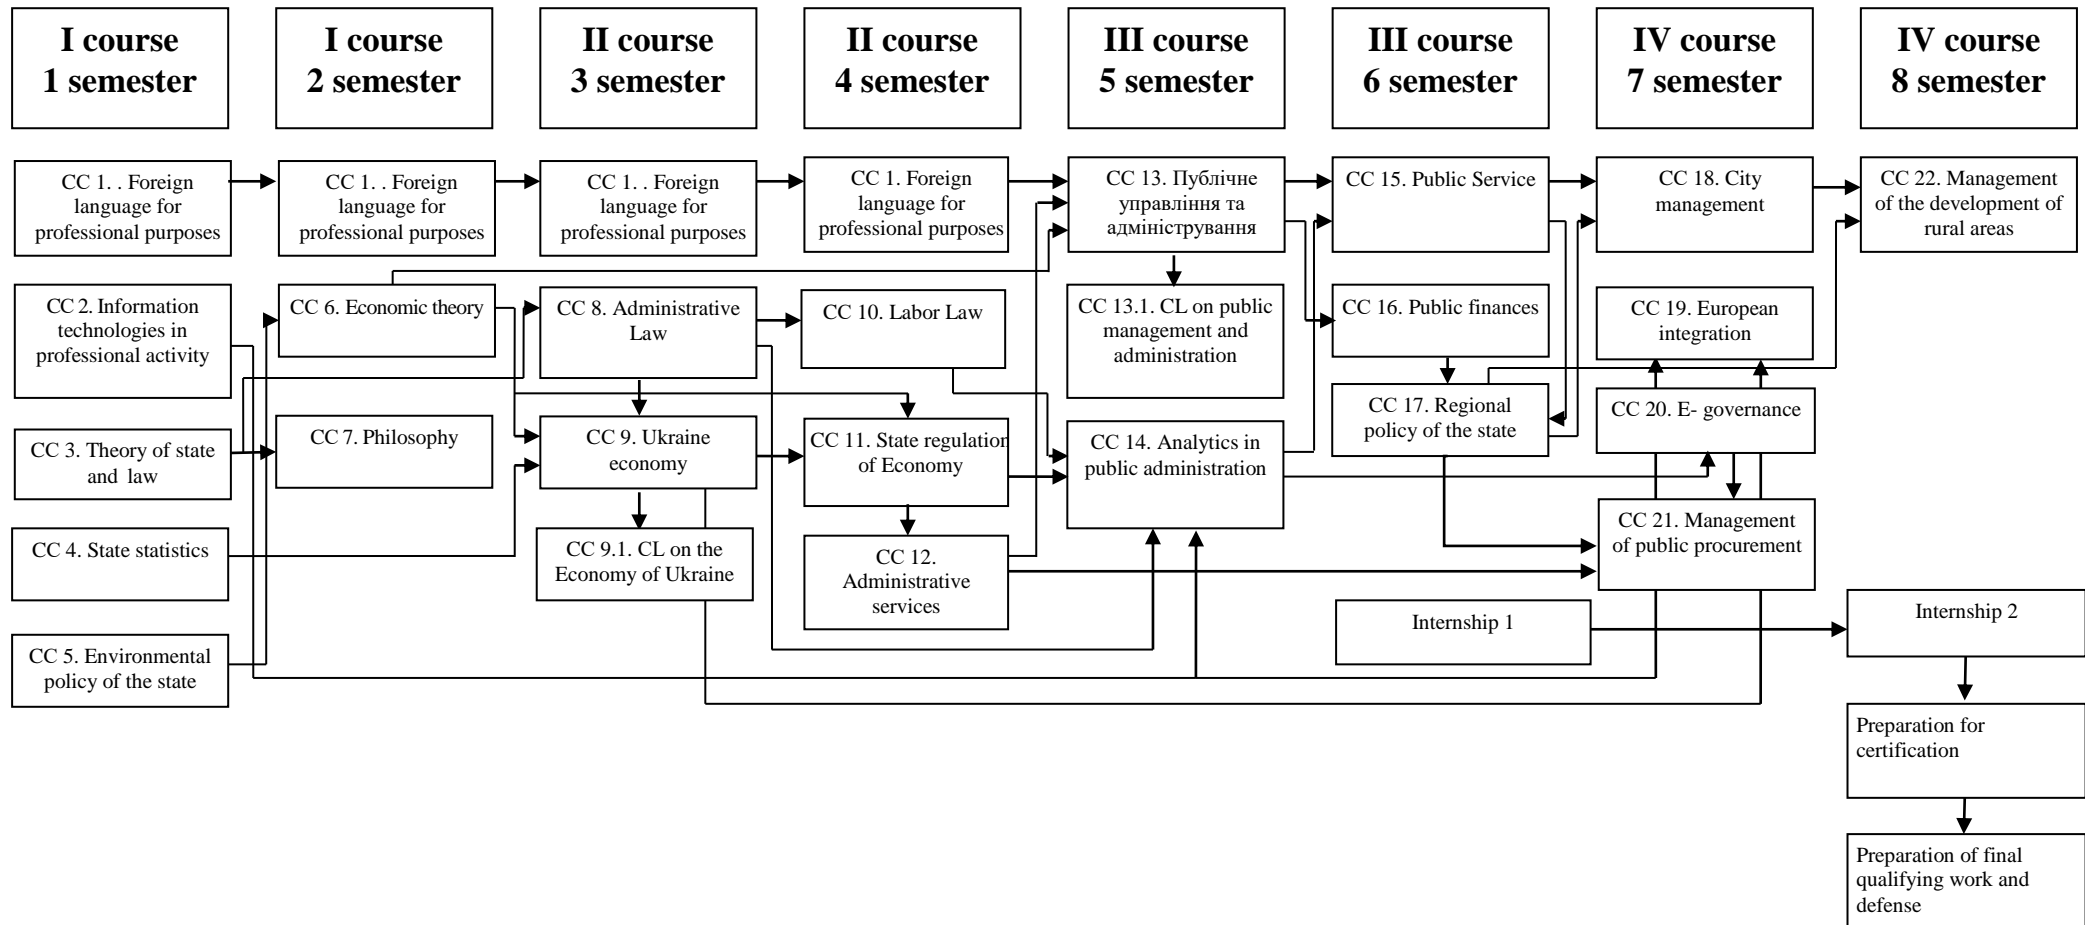 I course
1 semester
I course
2 semester
II course
3 semester
II course
4 semester
III course
5 semester
III course
6 semester
IV course
7 semester
IV course
8 semester
CC 1. . Foreign
language for
professional purposes
CC 1. . Foreign
language for
professional purposes
CC 1. . Foreign
language for
professional purposes
CC 1. Foreign
language for
professional purposes
CC 13. Публічне
управління та
адміністрування
CC 15. Public Service
CC 18. City
management
CC 22. Management
of the development of
rural areas
CC 2. Information
technologies in
professional activity
CC 6. Economic theory
CC 8. Administrative
Law
CC 10. Labor Law
CC 13.1. CL on public
management and
administration
CC 16. Public finances
CC 19. European
integration
CC 3. Theory of state
and law
CC 7. Philosophy
CC 9. Ukraine
economy
CC 11. State regulation
of Economy
CC 14. Analytics in
public administration
CC 17. Regional
policy of the state
CC 20. E- governance
CC 4. State statistics
CC 9.1. CL on the
Economy of Ukraine
CC 12.
Administrative
services
CC 21. Management
of public procurement
CC 5. Environmental
policy of the state
Internship 1
Internship 2
Preparation for
certification
Preparation of final
qualifying work and
defense